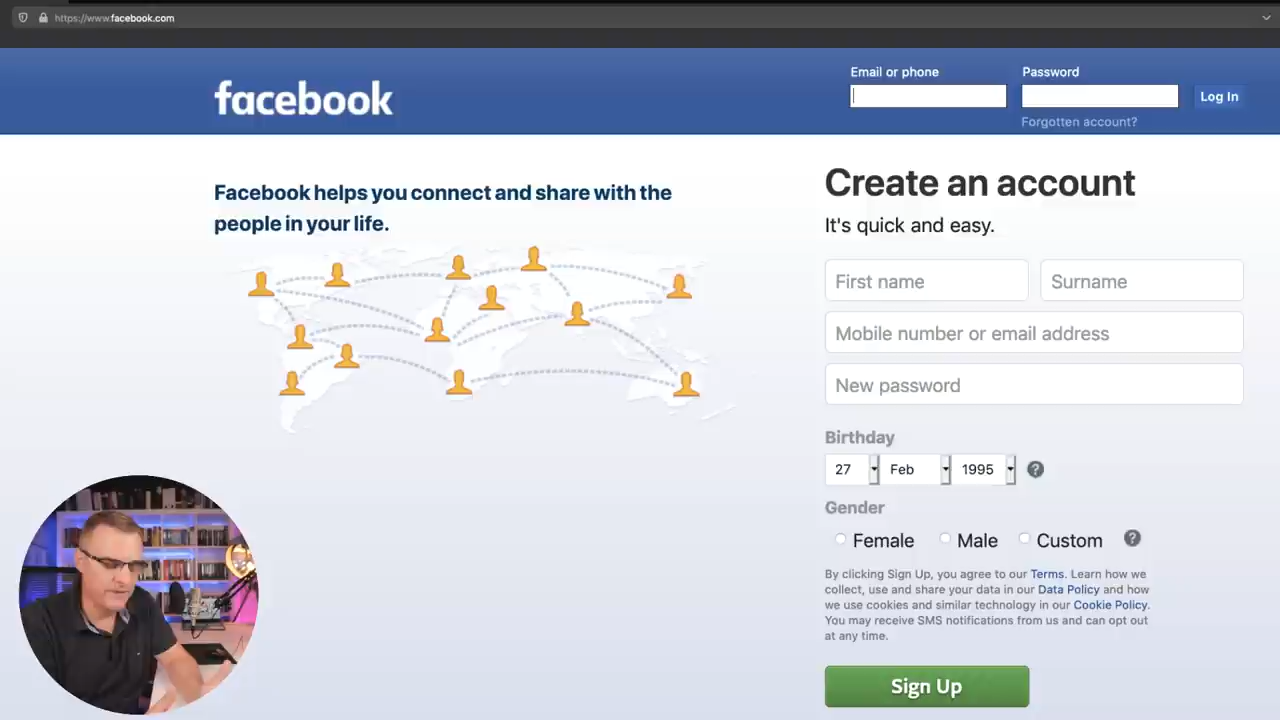 https://www.facebook.com
Email or phone
Password
facebook
Log In
Forgotten account?
Facebook helps you connect and share with the
people in your life.
Create an account
It's quick and easy.
First name
Surname
Mobile number or email address
New password
Birthday
27
Feb
1995
?
Gender
Female
Male
Custom
?
By clicking Sign Up, you agree to our Terms. Learn how we
collect, use and share your data in our Data Policy and how
we use cookies and similar technology in our Cookie Policy.
You may receive SMS notifications from us and can opt out
at any time.
Sign Up